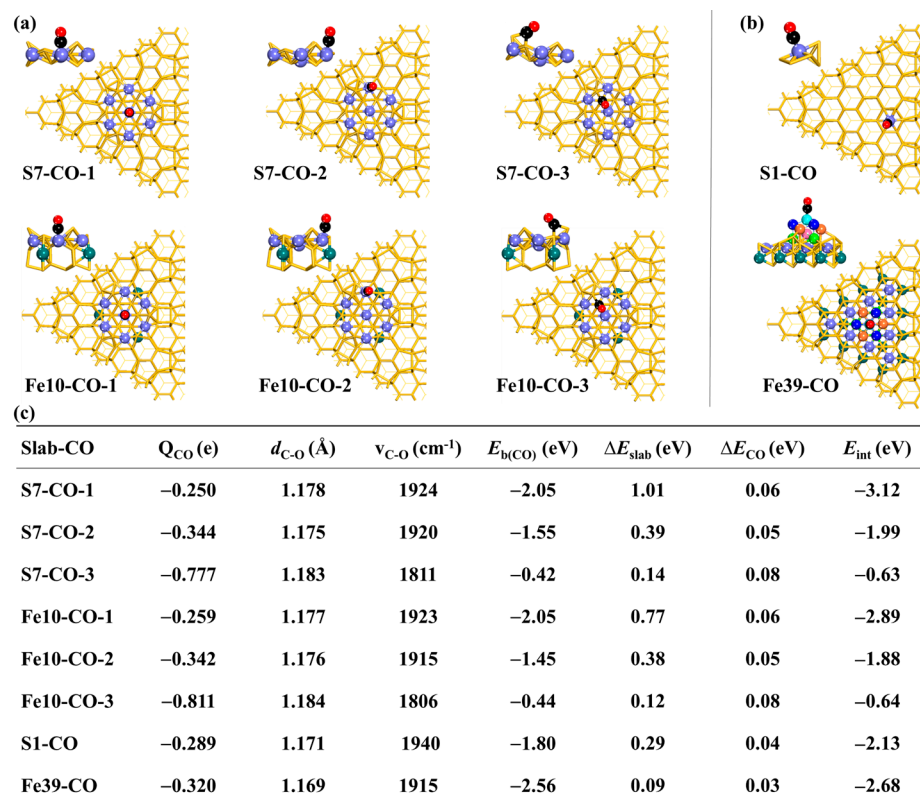 (a)
(b)
S7-CO-1
S7-CO-2
S7-CO-3
S1-CO
Fe10-CO-1
Fe10-CO-2
Fe10-CO-3
Fe39-CO
(c)
Slab-CO Q_CO (e) d_C-O (Å) v_C-O (cm⁻¹) E_b(CO) (eV) ΔE_slab (eV) ΔE_CO (eV) E_int (eV)
S7-CO-1 −0.250 1.178 1924 −2.05 1.01 0.06 −3.12
S7-CO-2 −0.344 1.175 1920 −1.55 0.39 0.05 −1.99
S7-CO-3 −0.777 1.183 1811 −0.42 0.14 0.08 −0.63
Fe10-CO-1 −0.259 1.177 1923 −2.05 0.77 0.06 −2.89
Fe10-CO-2 −0.342 1.176 1915 −1.45 0.38 0.05 −1.88
Fe10-CO-3 −0.811 1.184 1806 −0.44 0.12 0.08 −0.64
S1-CO −0.289 1.171 1940 −1.80 0.29 0.04 −2.13
Fe39-CO −0.320 1.169 1915 −2.56 0.09 0.03 −2.68